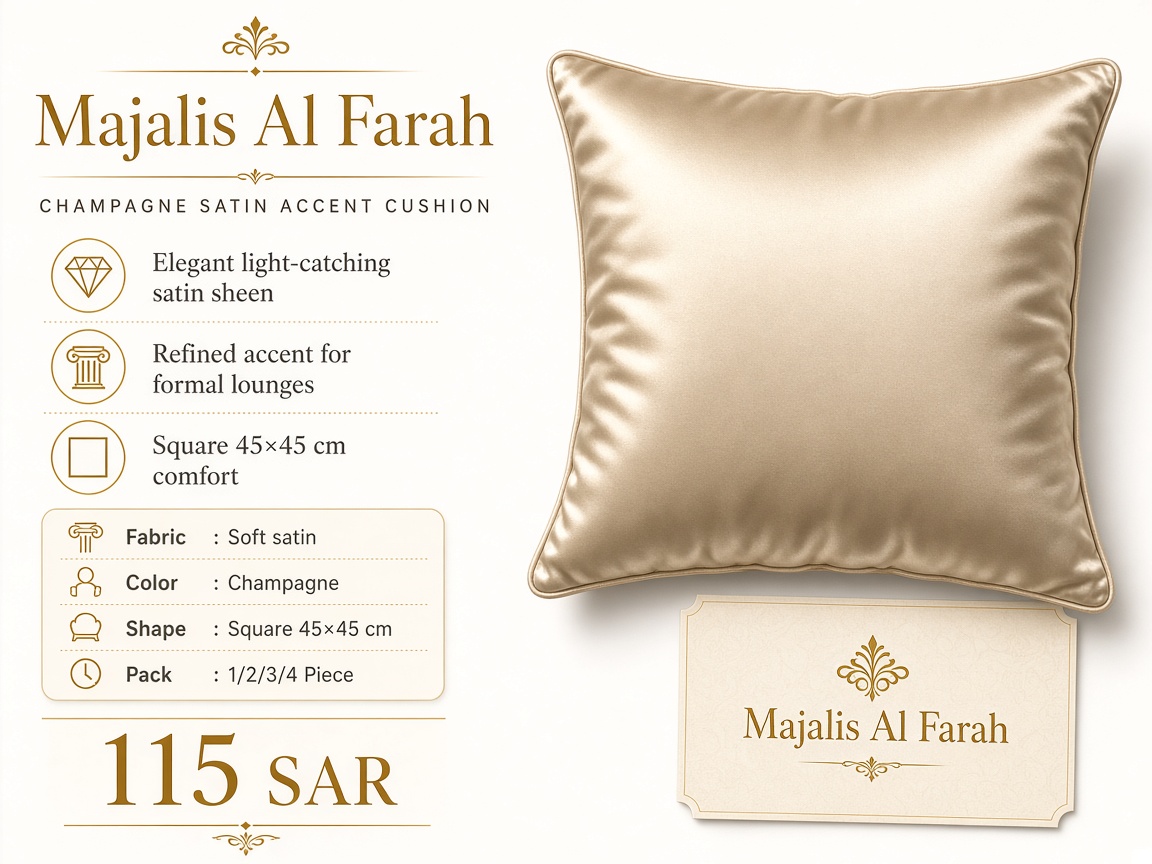 Majalis Al Farah
CHAMPAGNE SATIN ACCENT CUSHION
Elegant light-catching
satin sheen
Refined accent for
formal lounges
Square 45×45 cm
comfort
Fabric : Soft satin
Color : Champagne
Shape : Square 45×45 cm
Pack : 1/2/3/4 Piece
115 SAR
Majalis Al Farah